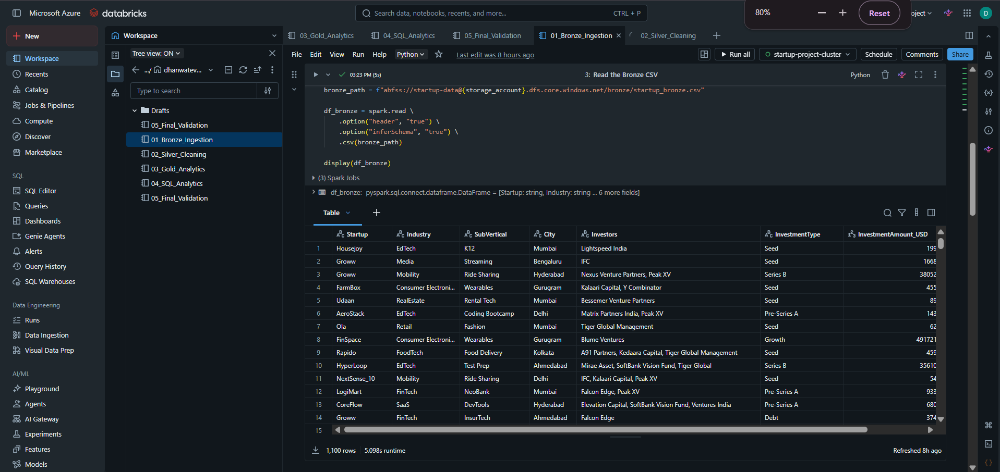 Microsoft Azure databricks
Search data, notebooks, recents, and more... CTRL + P
80% Reset
oject
D
New
Workspace
Recents
Catalog
Jobs & Pipelines
Compute
Discover
Marketplace
SQL
SQL Editor
Queries
Dashboards
Genie Agents
Alerts
Query History
SQL Warehouses
Data Engineering
Runs
Data Ingestion
Visual Data Prep
AI/ML
Playground
Agents
AI Gateway
Experiments
Features
Models
Workspace
Tree view: ON
.../ dhanwatev...
Type to search
Drafts
05_Final_Validation
01_Bronze_Ingestion
02_Silver_Cleaning
03_Gold_Analytics
04_SQL_Analytics
05_Final_Validation
03_Gold_Analytics 04_SQL_Analytics 05_Final_Validation 01_Bronze_Ingestion 02_Silver_Cleaning
File Edit View Run Help Python Last edit was 8 hours ago Run all startup-project-cluster Schedule Comments Share
03:23 PM (5s) 3: Read the Bronze CSV Python
bronze_path = f"abfss://startup-data@{storage_account}.dfs.core.windows.net/bronze/startup_bronze.csv"
df_bronze = spark.read \
.option("header", "true") \
.option("inferSchema", "true") \
.csv(bronze_path)
display(df_bronze)
(3) Spark Jobs
df_bronze: pyspark.sql.connect.dataframe.DataFrame = [Startup: string, Industry: string ... 6 more fields]
Table
Startup Industry SubVertical City Investors InvestmentType InvestmentAmount_USD
1 Housejoy EdTech K12 Mumbai Lightspeed India Seed 199
2 Groww Media Streaming Bengaluru IFC Seed 1668
3 Groww Mobility Ride Sharing Hyderabad Nexus Venture Partners, Peak XV Series B 38052
4 FarmBox Consumer Electroni... Wearables Gurugram Kalaari Capital, Y Combinator Seed 455
5 Udaan RealEstate Rental Tech Mumbai Bessemer Venture Partners Seed 89
6 AeroStack EdTech Coding Bootcamp Delhi Matrix Partners India, Peak XV Pre-Series A 143
7 Ola Retail Fashion Mumbai Tiger Global Management Seed 62
8 FinSpace Consumer Electroni... Wearables Gurugram Blume Ventures Growth 491721
9 Rapido FoodTech Food Delivery Kolkata A91 Partners, Kedaara Capital, Tiger Global Management Seed 459
10 HyperLoop EdTech Test Prep Ahmedabad Mirae Asset, SoftBank Vision Fund, Tiger Global Series B 35610
11 NextSense_10 Mobility Ride Sharing Delhi IFC, Kalaari Capital, Peak XV Seed 54
12 LogiMart FinTech NeoBank Mumbai Falcon Edge, Peak XV Pre-Series A 933
13 CoreFlow SaaS DevTools Hyderabad Elevation Capital, SoftBank Vision Fund, Ventures India Pre-Series A 680
14 Groww FinTech InsurTech Ahmedabad Falcon Edge Debt 374
15
1,100 rows 5.098s runtime Refreshed 8h ago